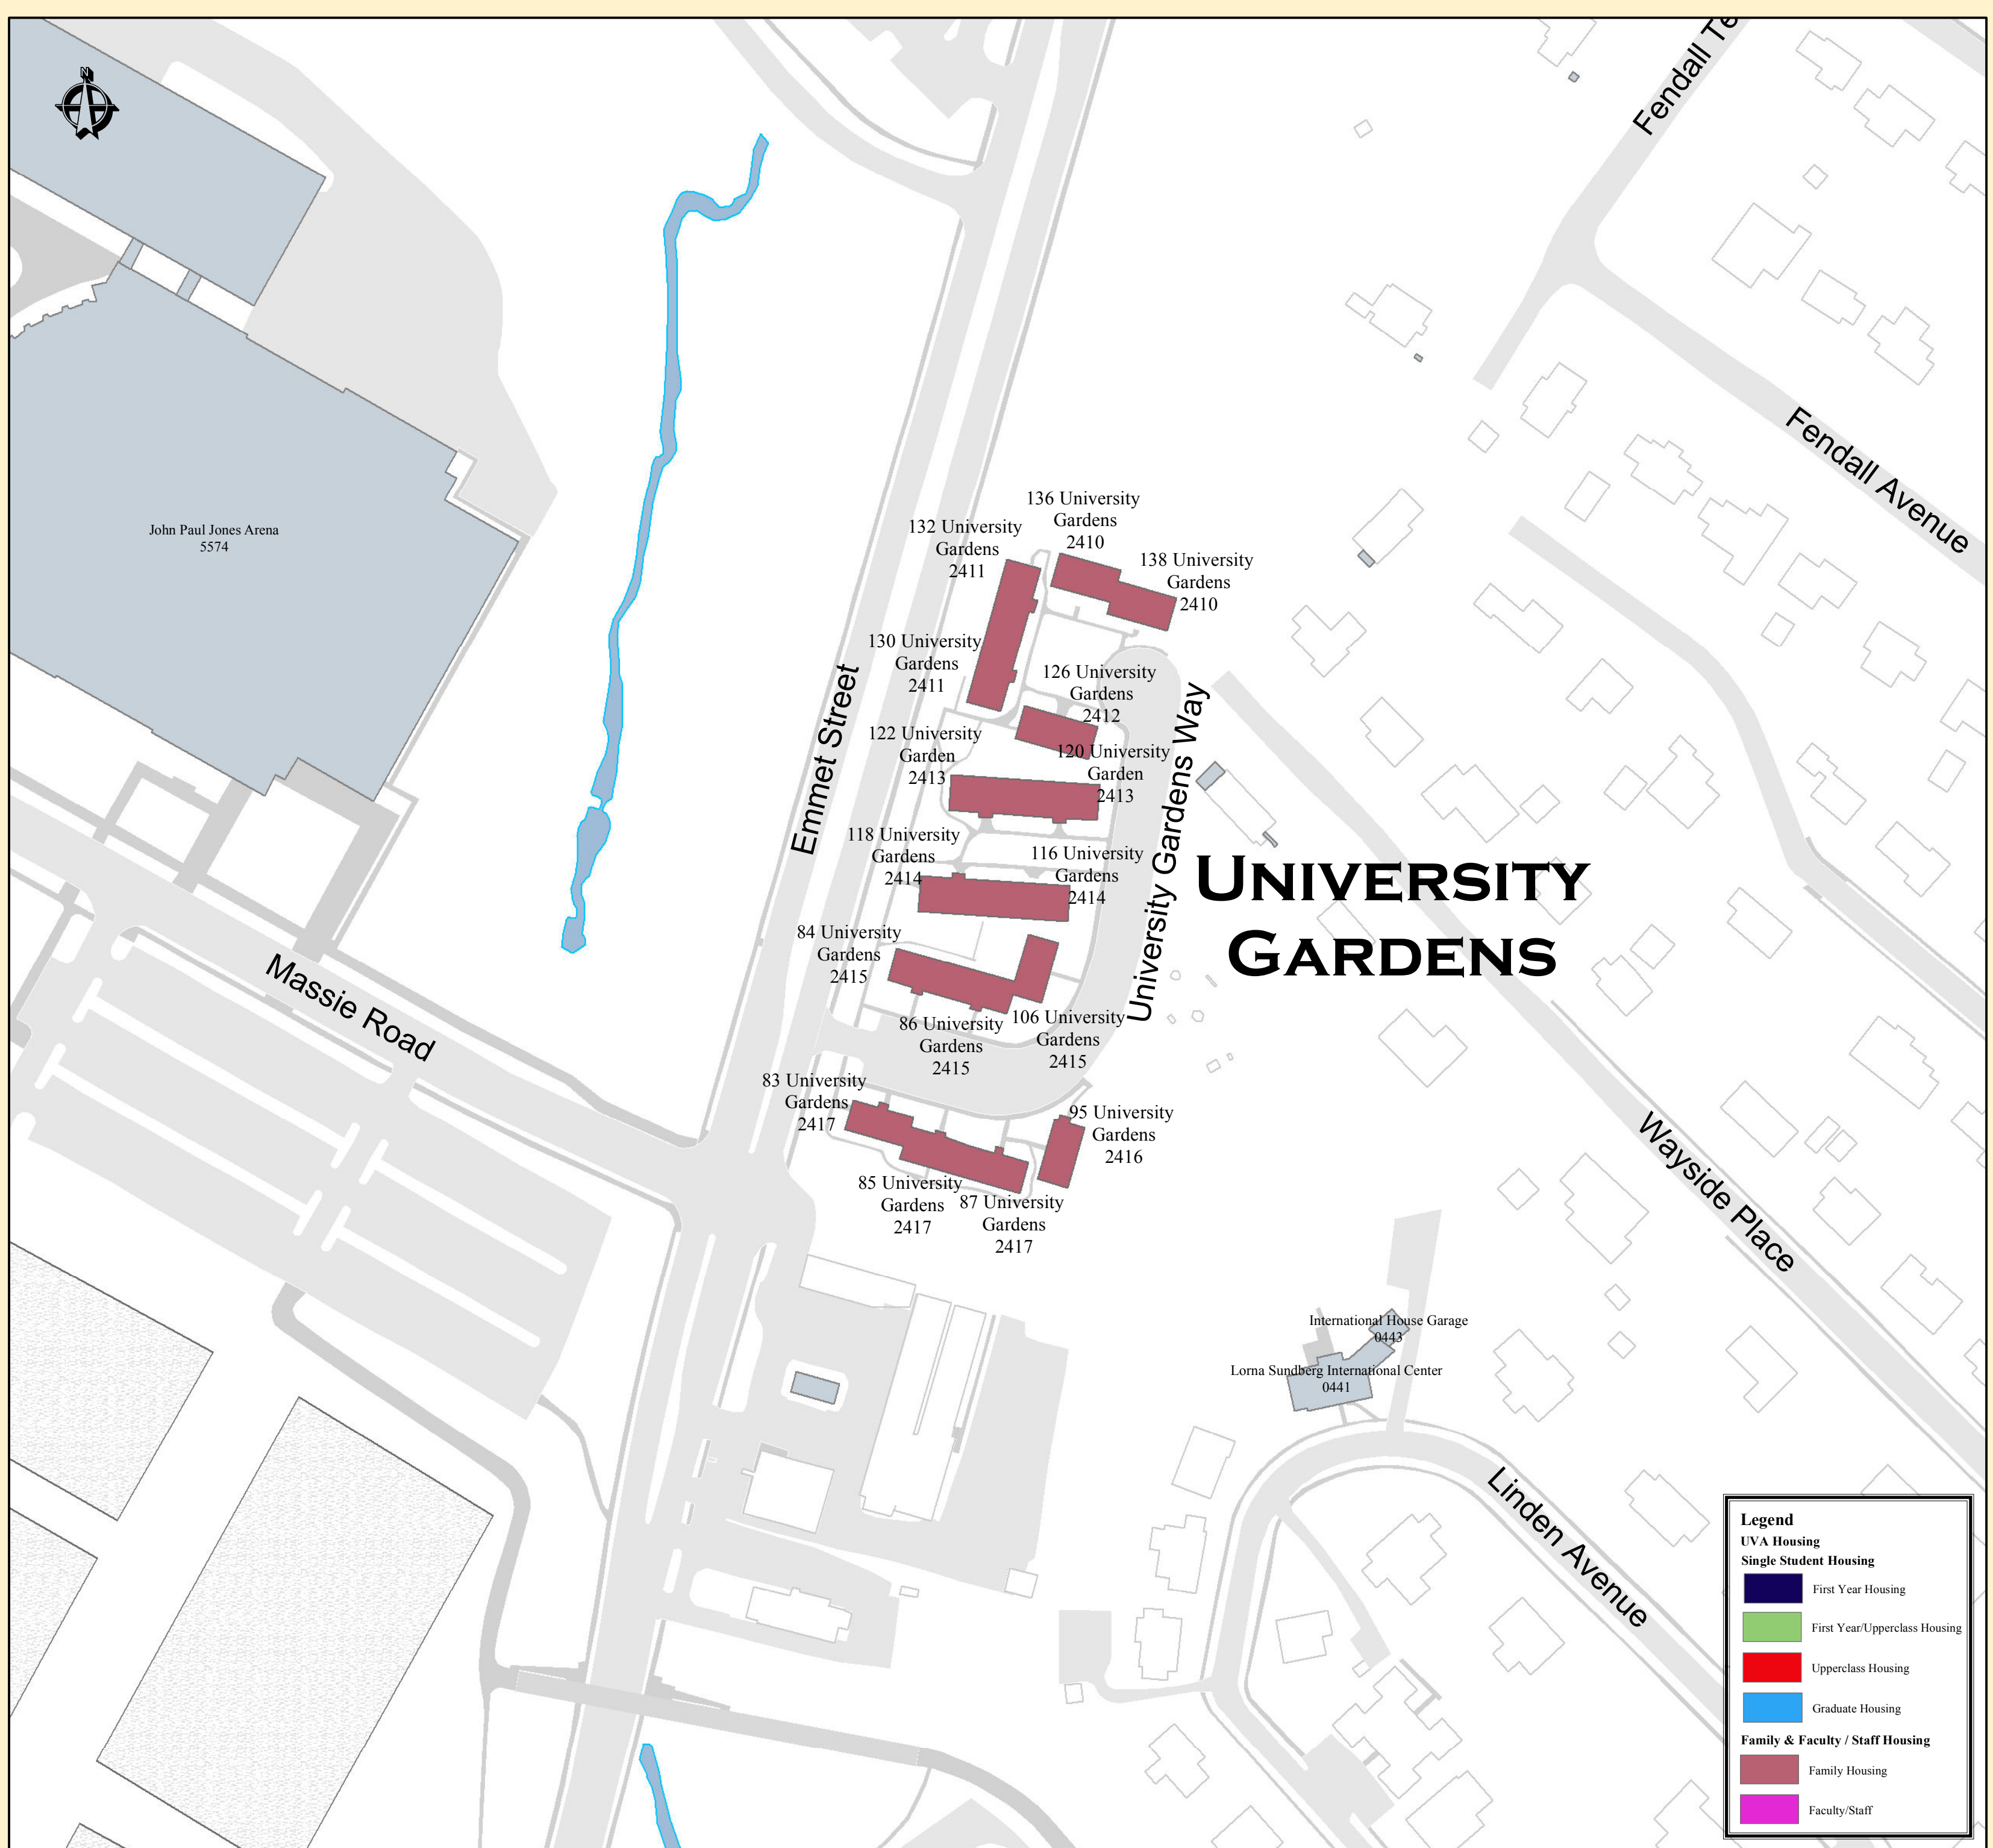 N
Fendall Te
Fendall Avenue
John Paul Jones Arena
5574
136 University
Gardens
2410
132 University
Gardens
2411
138 University
Gardens
2410
130 University
Gardens
2411
126 University
Gardens
2412
122 University
Garden
2413
120 University
Garden
2413
Emmet Street
University Gardens Way
118 University
Gardens
2414
116 University
Gardens
2414
UNIVERSITY
GARDENS
84 University
Gardens
2415
86 University
Gardens
2415
106 University
Gardens
2415
Massie Road
83 University
Gardens
2417
95 University
Gardens
2416
85 University
Gardens
2417
87 University
Gardens
2417
Wayside Place
International House Garage
0443
Lorna Sundberg International Center
0441
Linden Avenue
Legend
UVA Housing
Single Student Housing
First Year Housing
First Year/Upperclass Housing
Upperclass Housing
Graduate Housing
Family & Faculty / Staff Housing
Family Housing
Faculty/Staff